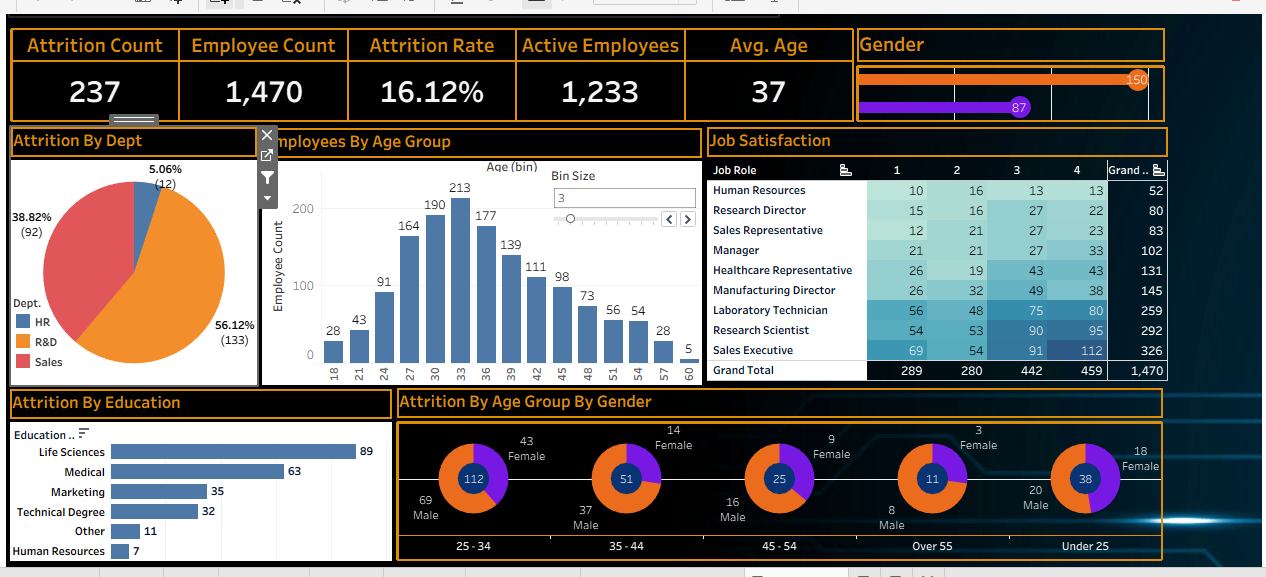 Attrition Count
Employee Count
Attrition Rate
Active Employees
Avg. Age
Gender
237
1,470
16.12%
1,233
37
150
87
Attrition By Dept
5.06%
(12)
38.82%
(92)
56.12%
(133)
Dept.
HR
R&D
Sales
mployees By Age Group
Age (bin)
Bin Size
3
Employee Count
200
100
0
28
43
91
164
190
213
177
139
111
98
73
56
54
28
5
18
21
24
27
30
33
36
39
42
45
48
51
54
57
60
Job Satisfaction
Job Role 1 2 3 4 Grand ..
Human Resources 10 16 13 13 52
Research Director 15 16 27 22 80
Sales Representative 12 21 27 23 83
Manager 21 21 27 33 102
Healthcare Representative 26 19 43 43 131
Manufacturing Director 26 32 49 38 145
Laboratory Technician 56 48 75 80 259
Research Scientist 54 53 90 95 292
Sales Executive 69 54 91 112 326
Grand Total 289 280 442 459 1,470
Attrition By Education
Education ..
Life Sciences 89
Medical 63
Marketing 35
Technical Degree 32
Other 11
Human Resources 7
Attrition By Age Group By Gender
43
Female
112
69
Male
25 - 34
14
Female
51
37
Male
35 - 44
9
Female
25
16
Male
45 - 54
3
Female
11
8
Male
Over 55
18
Female
38
20
Male
Under 25